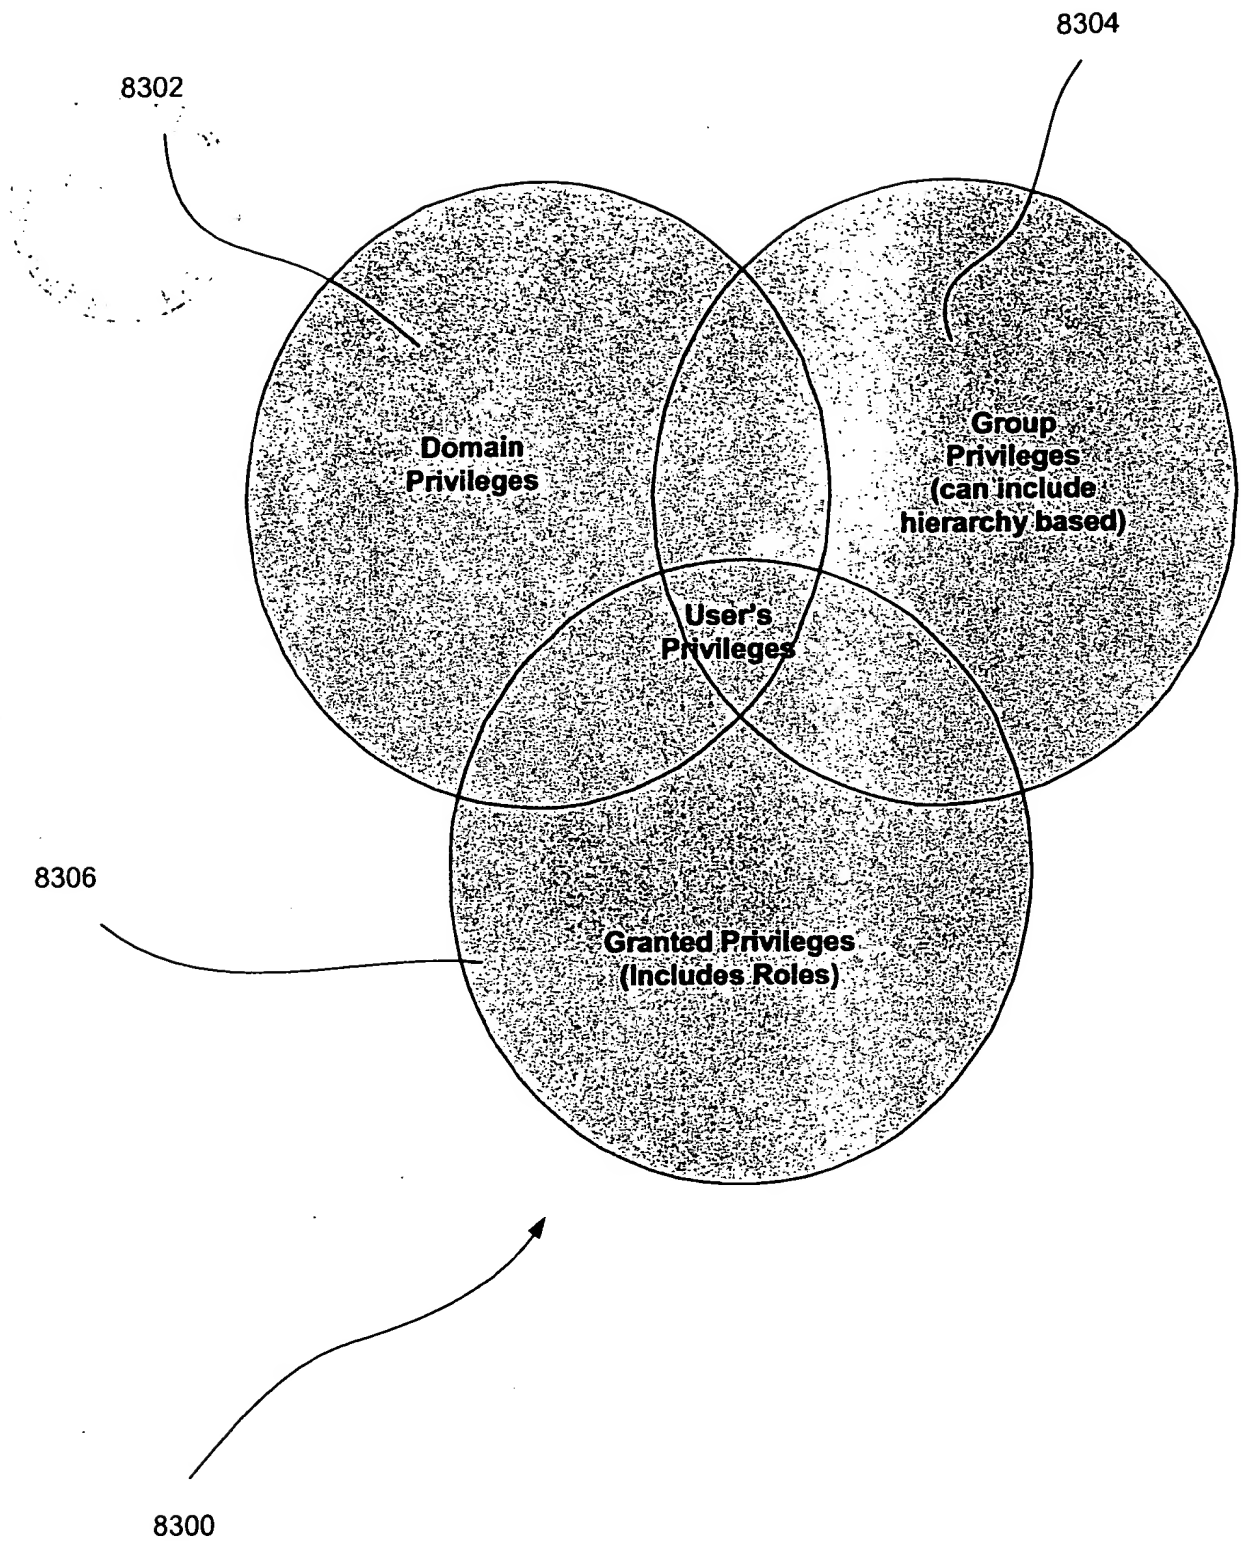 8304
8302
Domain
Privileges
Group
Privileges
(can include
hierarchy based)
User's
Privileges
8306
Granted Privileges
(Includes Roles)
8300